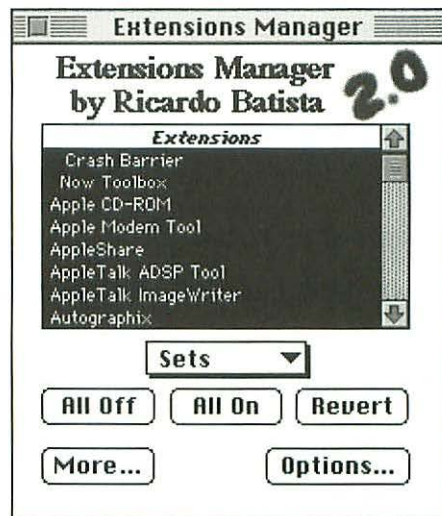 Extensions Manager
Extensions Manager
by Ricardo Batista
2.0
Extensions
Crash Barrier
Now Toolbox
Apple CD-ROM
Apple Modem Tool
AppleShare
AppleTalk ADSP Tool
AppleTalk ImageWriter
Autographix
Sets
All Off
All On
Revert
More...
Options...